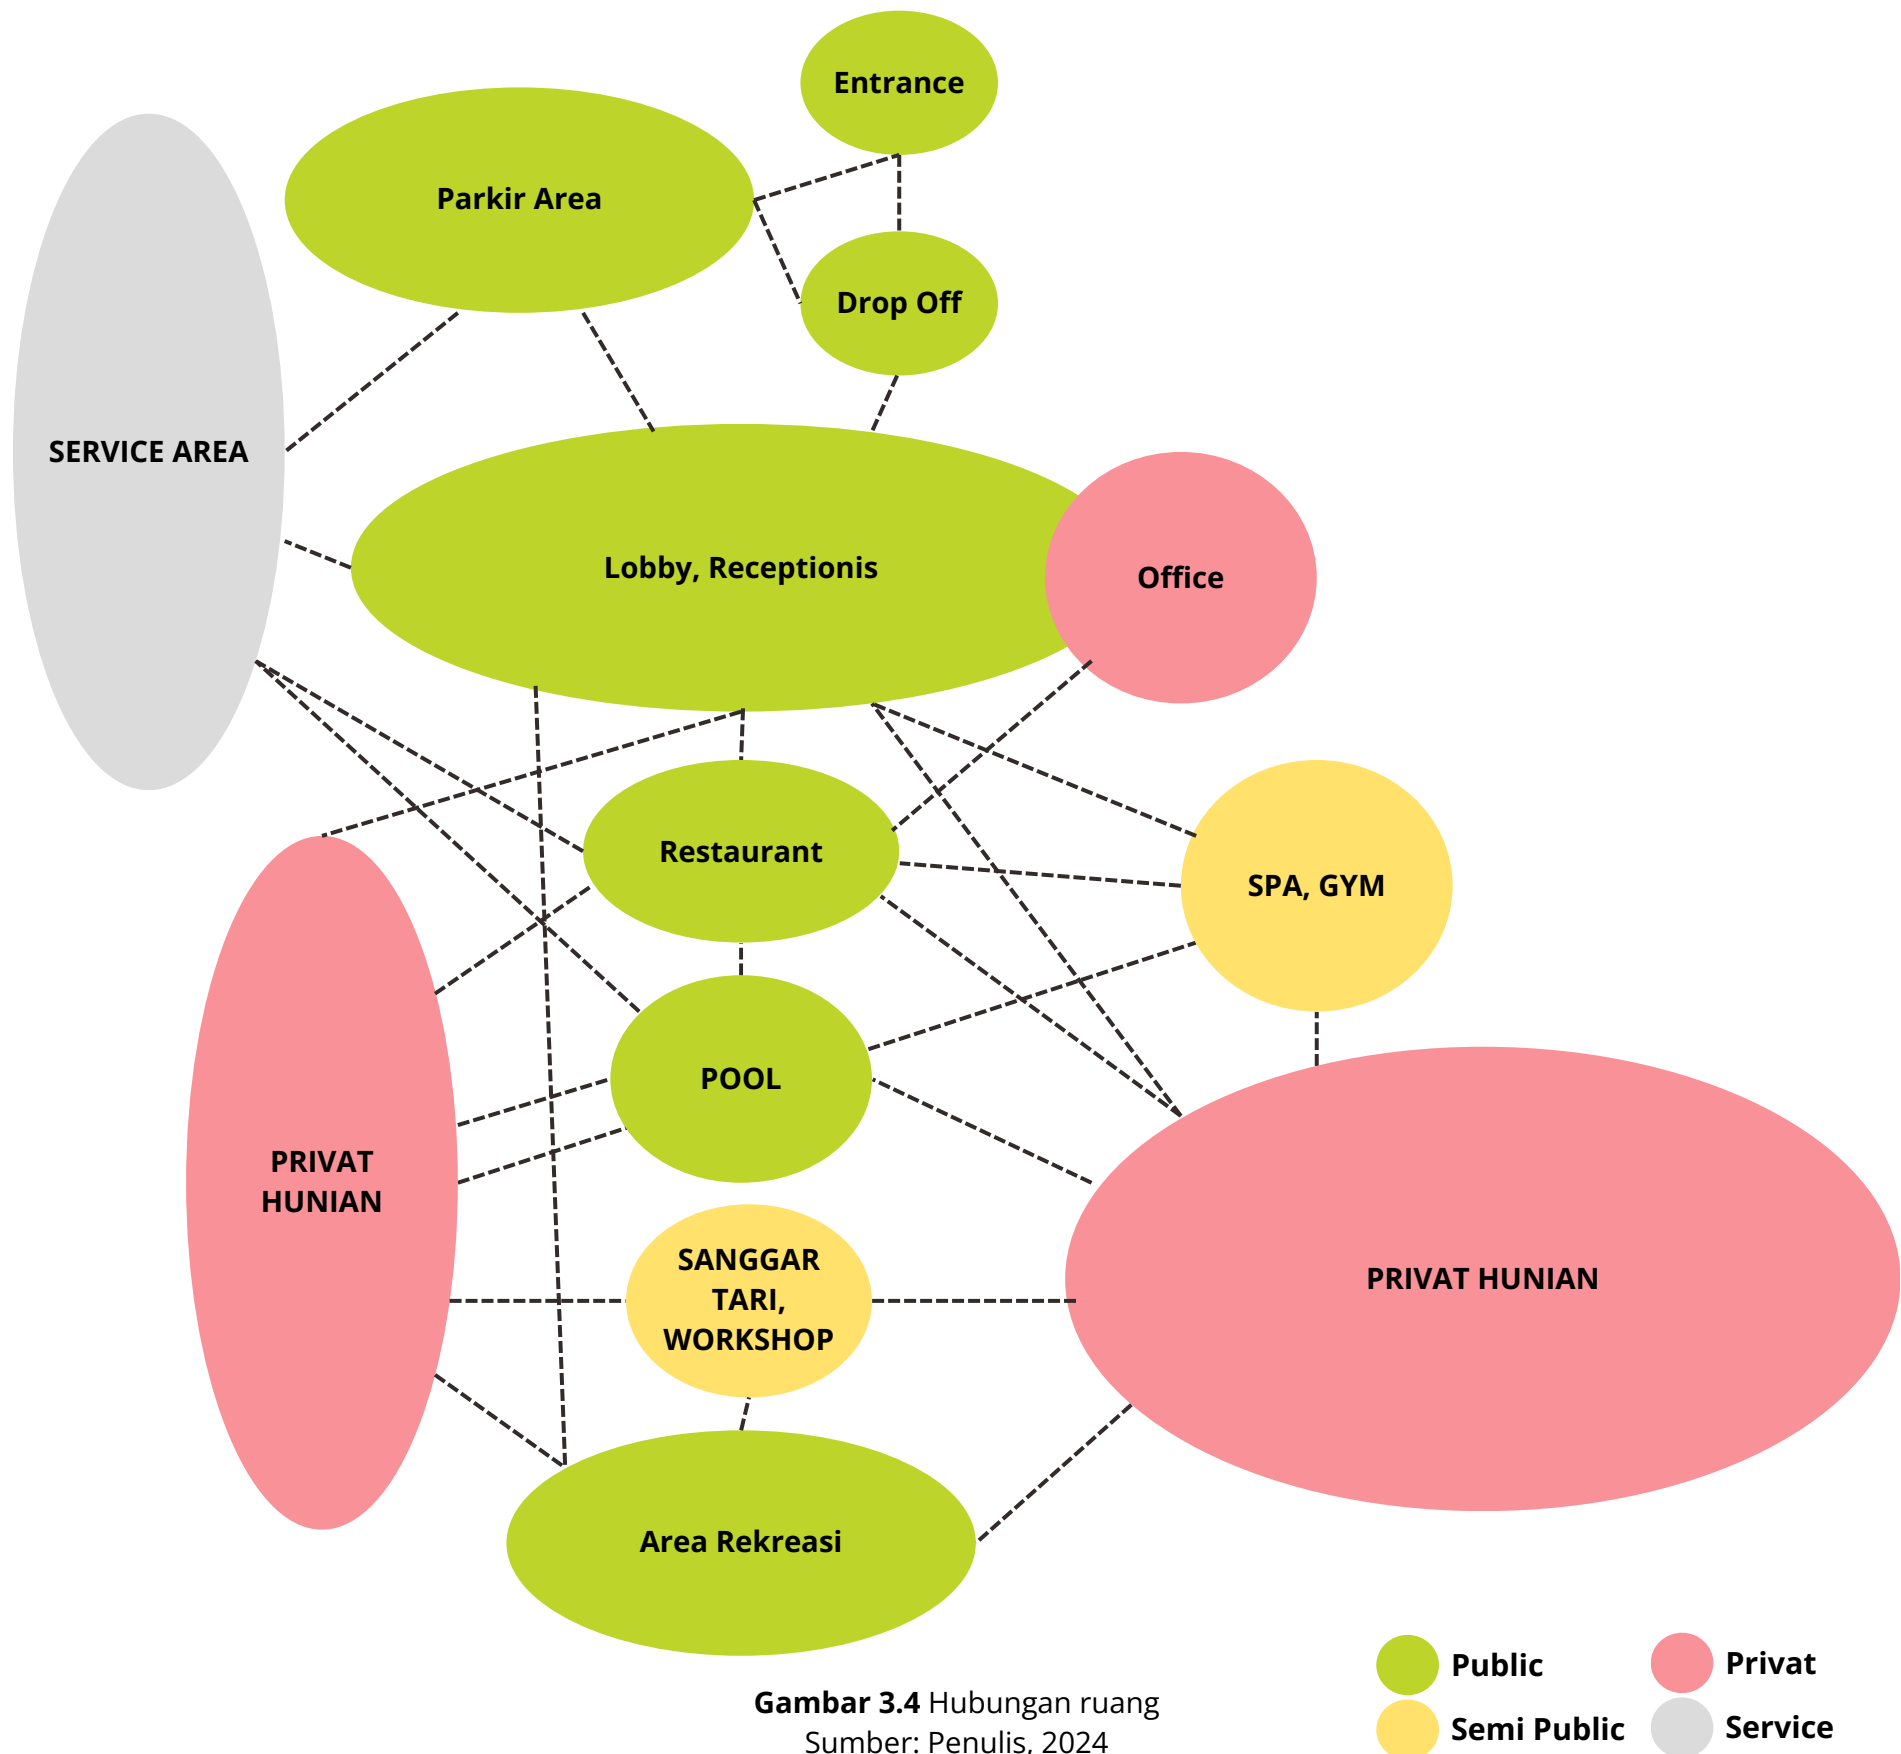 Entrance
Parkir Area
Drop Off
SERVICE AREA
Lobby, Receptionis
Office
Restaurant
SPA, GYM
POOL
PRIVAT
HUNIAN
SANGGAR
TARI,
WORKSHOP
PRIVAT HUNIAN
Area Rekreasi
Public
Privat
Semi Public
Service
Gambar 3.4 Hubungan ruang
Sumber: Penulis, 2024